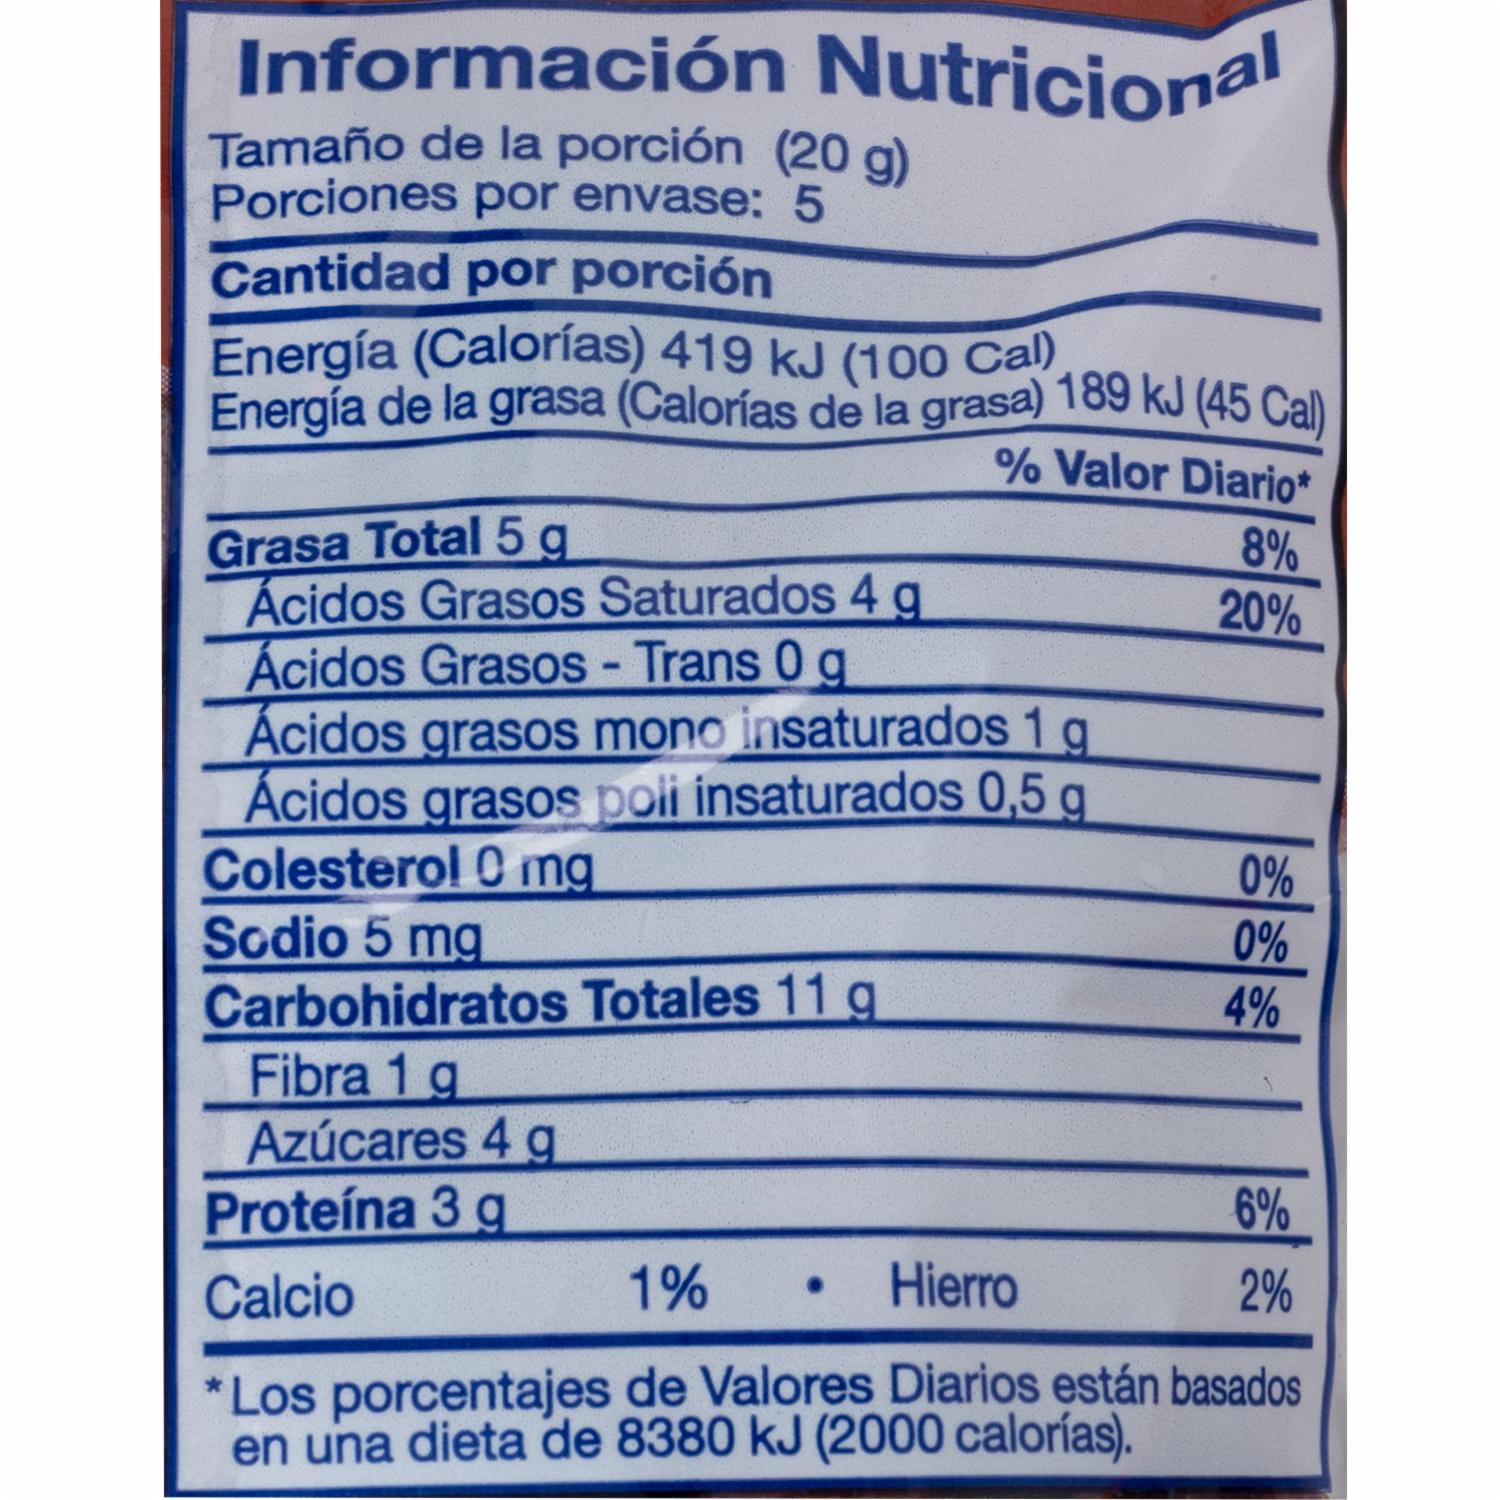 Información Nutricional
Tamaño de la porción (20 g)
Porciones por envase: 5
Cantidad por porción
Energía (Calorías) 419 kJ (100 Cal)
Energía de la grasa (Calorías de la grasa) 189 kJ (45 Cal)
% Valor Diario*
Grasa Total 5 g 8%
Ácidos Grasos Saturados 4 g 20%
Ácidos Grasos - Trans 0 g
Ácidos grasos mono insaturados 1 g
Ácidos grasos poli insaturados 0,5 g
Colesterol 0 mg 0%
Sodio 5 mg 0%
Carbohidratos Totales 11 g 4%
Fibra 1 g
Azúcares 4 g
Proteína 3 g 6%
Calcio 1% • Hierro 2%
* Los porcentajes de Valores Diarios están basados
en una dieta de 8380 kJ (2000 calorías).